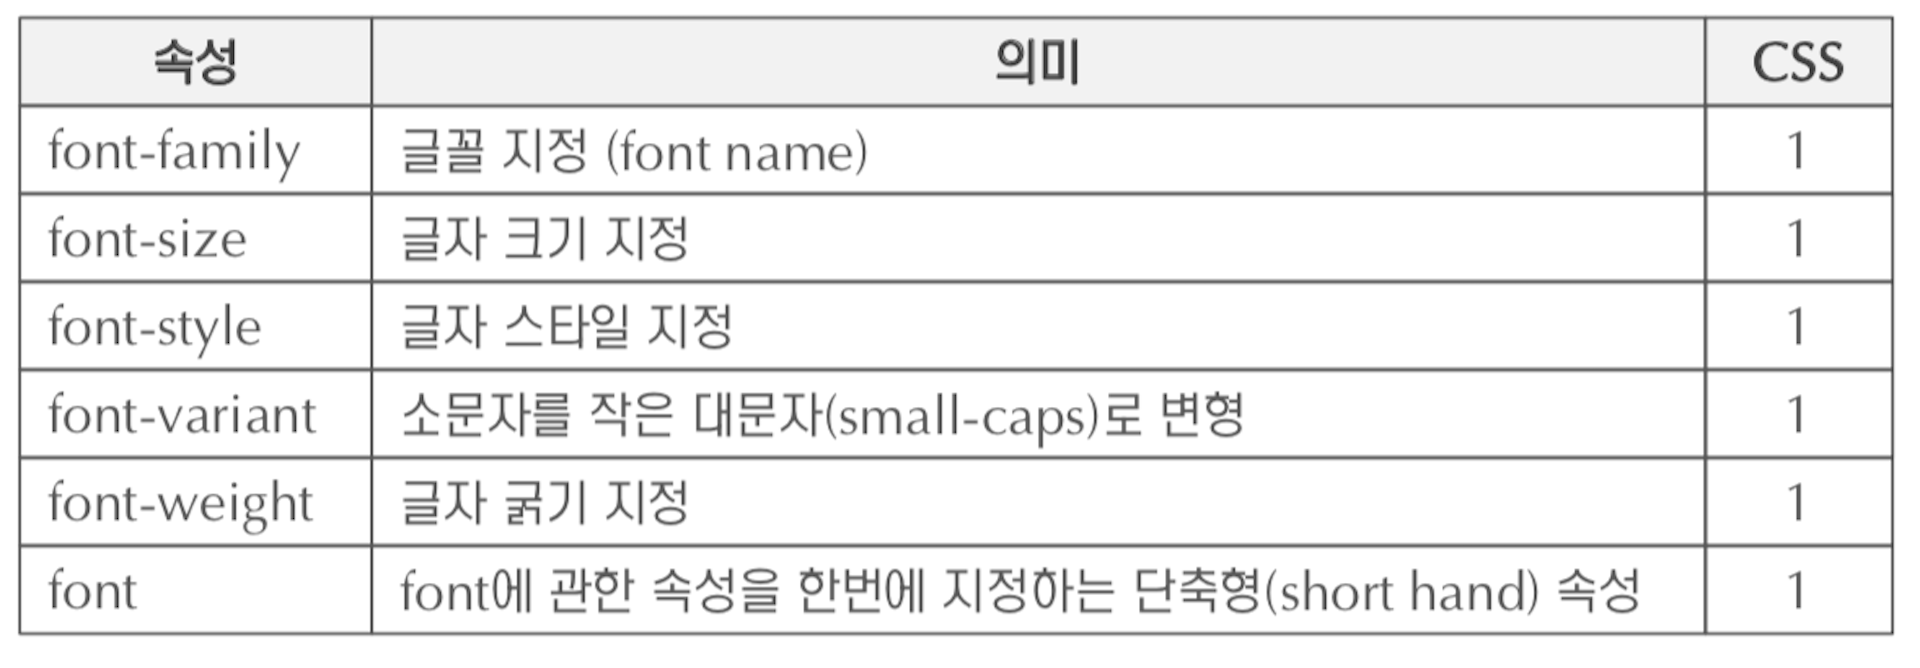 속성 의미 CSS
font-family 글꼴 지정 (font name) 1
font-size 글자 크기 지정 1
font-style 글자 스타일 지정 1
font-variant 소문자를 작은 대문자(small-caps)로 변형 1
font-weight 글자 굵기 지정 1
font font에 관한 속성을 한번에 지정하는 단축형(short hand) 속성 1